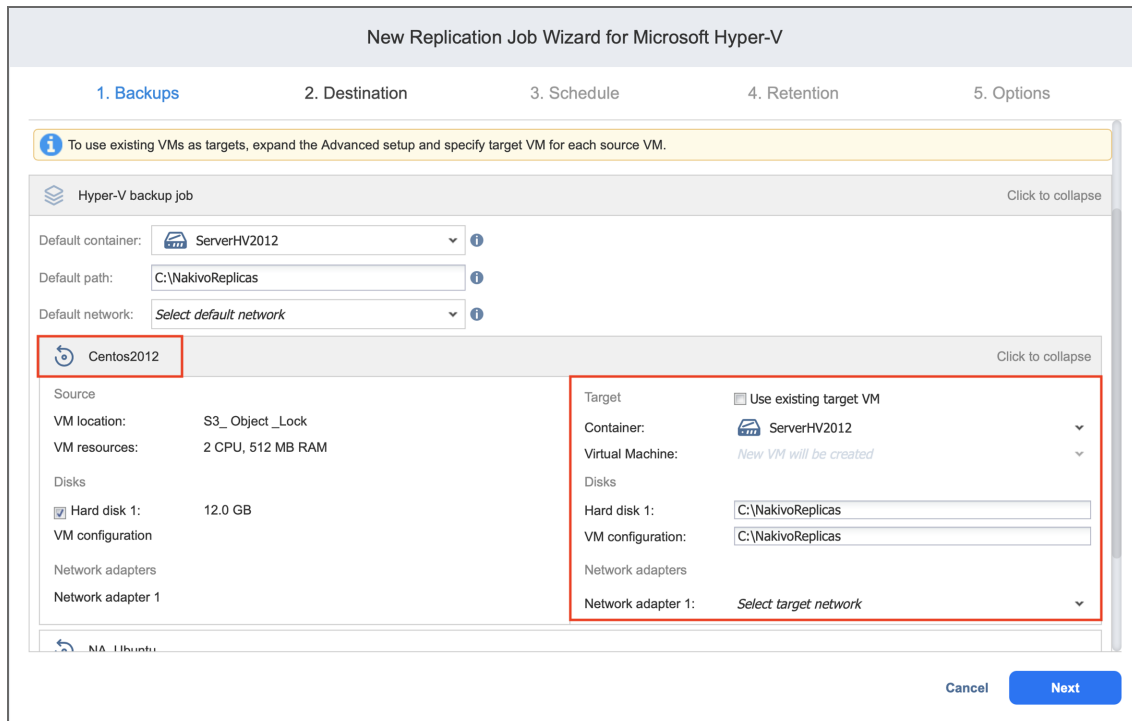 New Replication Job Wizard for Microsoft Hyper-V
1. Backups 2. Destination 3. Schedule 4. Retention 5. Options
To use existing VMs as targets, expand the Advanced setup and specify target VM for each source VM.
Hyper-V backup job Click to collapse
Default container: ServerHV2012
Default path: C:\NakivoReplicas
Default network: Select default network
Centos2012 Click to collapse
Source
VM location: S3_ Object _Lock
VM resources: 2 CPU, 512 MB RAM
Disks
Hard disk 1: 12.0 GB
VM configuration
Network adapters
Network adapter 1
Target Use existing target VM
Container: ServerHV2012
Virtual Machine: New VM will be created
Disks
Hard disk 1: C:\NakivoReplicas
VM configuration: C:\NakivoReplicas
Network adapters
Network adapter 1: Select target network
NA_Ubuntu
Cancel Next